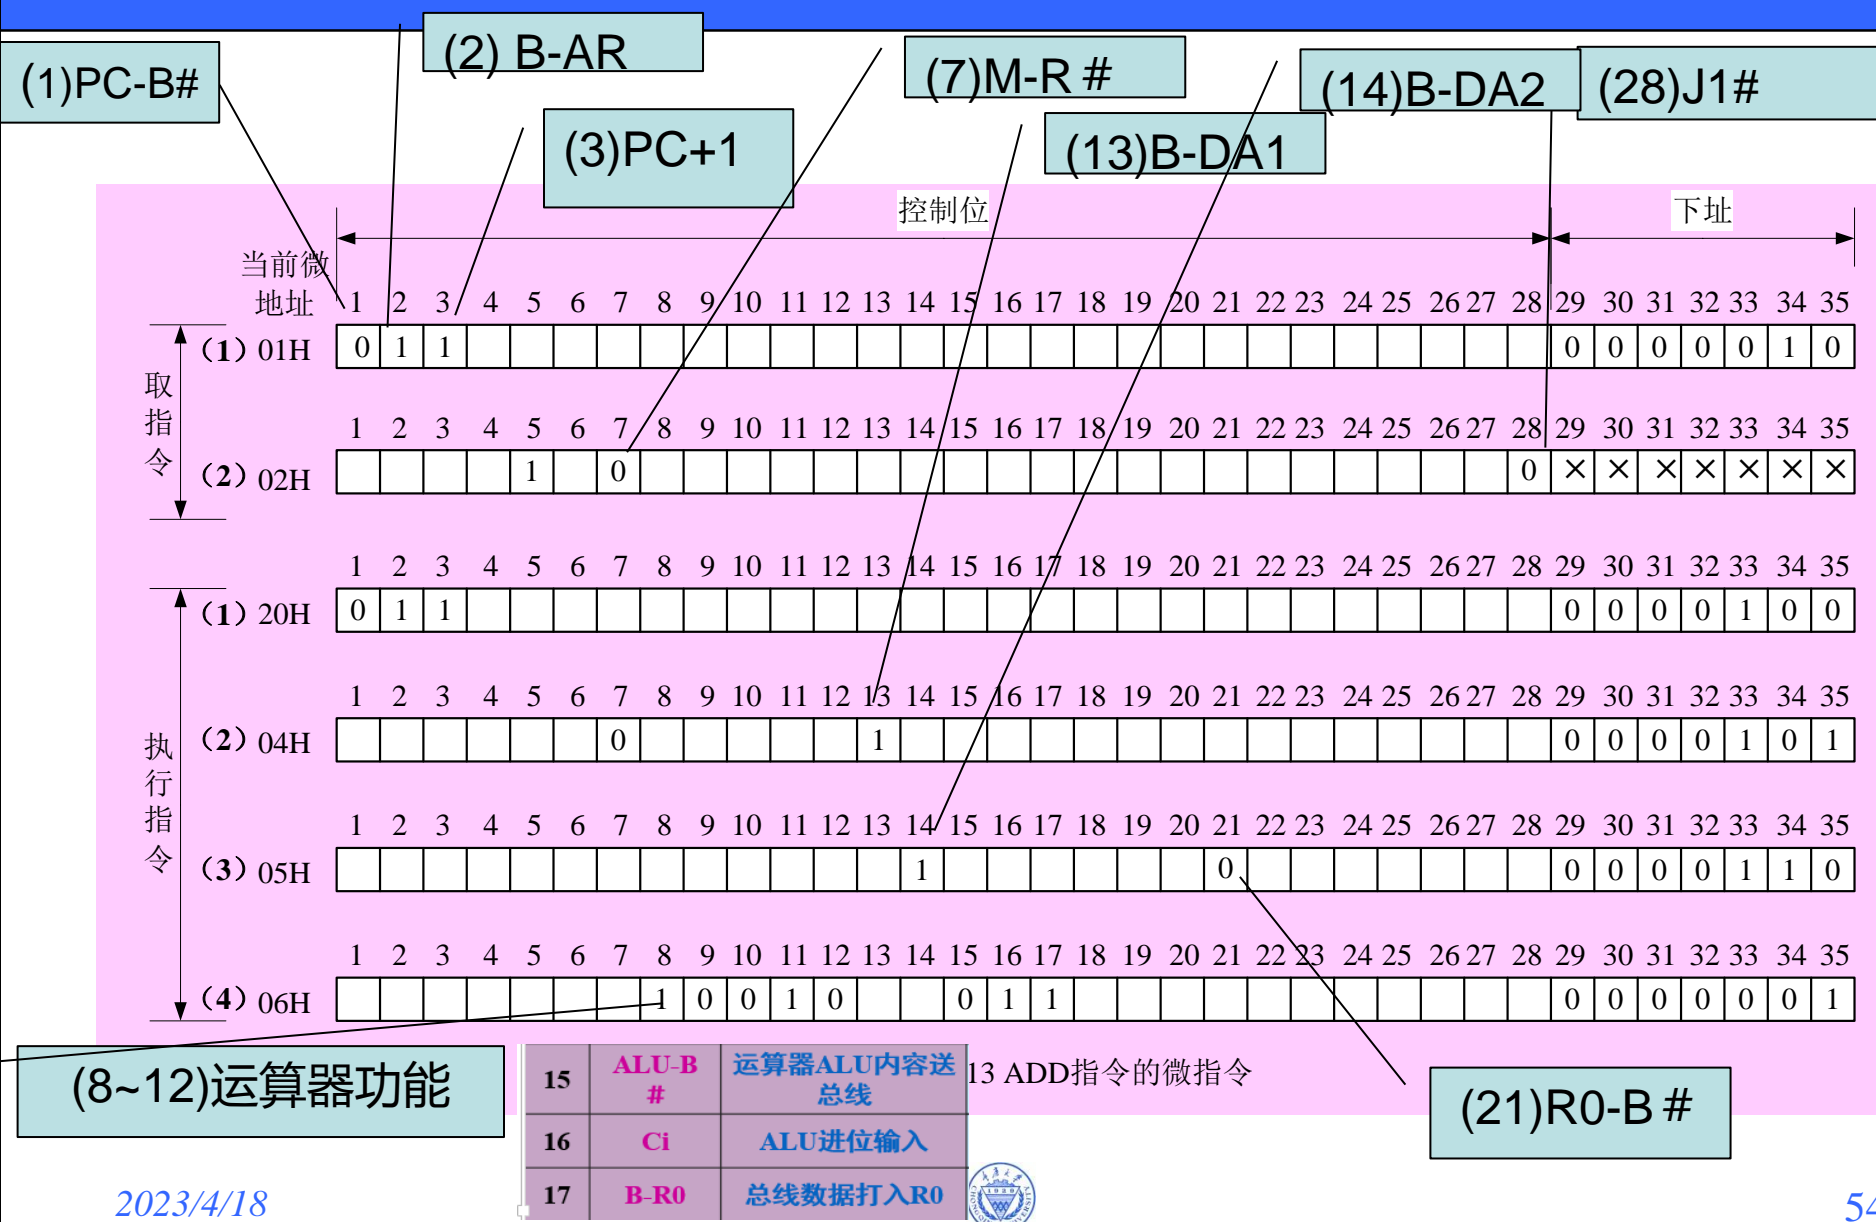 (1)PC-B#
(2) B-AR
(3)PC+1
(7)M-R＃
(13)B-DA1
(14)B-DA2
(28)J1#
控制位
下址
当前微
地址
1 2 3 4 5 6 7 8 9 10 11 12 13 14 15 16 17 18 19 20 21 22 23 24 25 26 27 28 29 30 31 32 33 34 35
（1）01H 0 1 1 0 0 0 0 0 1 0
取指令
1 2 3 4 5 6 7 8 9 10 11 12 13 14 15 16 17 18 19 20 21 22 23 24 25 26 27 28 29 30 31 32 33 34 35
（2）02H 1 0 0 × × × × × × ×
1 2 3 4 5 6 7 8 9 10 11 12 13 14 15 16 17 18 19 20 21 22 23 24 25 26 27 28 29 30 31 32 33 34 35
（1）20H 0 1 1 0 0 0 0 1 0 0
1 2 3 4 5 6 7 8 9 10 11 12 13 14 15 16 17 18 19 20 21 22 23 24 25 26 27 28 29 30 31 32 33 34 35
（2）04H 0 1 0 0 0 0 1 0 1
执行指令
1 2 3 4 5 6 7 8 9 10 11 12 13 14 15 16 17 18 19 20 21 22 23 24 25 26 27 28 29 30 31 32 33 34 35
（3）05H 1 0 0 0 0 0 1 1 0
1 2 3 4 5 6 7 8 9 10 11 12 13 14 15 16 17 18 19 20 21 22 23 24 25 26 27 28 29 30 31 32 33 34 35
（4）06H 1 0 0 1 0 0 1 1 0 0 0 0 0 0 1
(8~12)运算器功能
15 ALU-B# 运算器ALU内容送总线
16 Ci ALU进位输入
17 B-R0 总线数据打入R0
13 ADD指令的微指令
(21)R0-B＃
2023/4/18
54